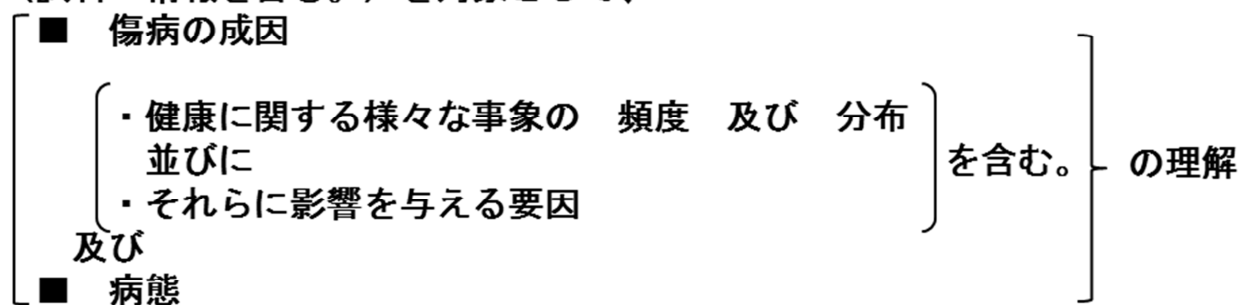 ■ 傷病の成因
・健康に関する様々な事象の 頻度 及び 分布
並びに
・それらに影響を与える要因
を含む。
の理解
及び
■ 病態